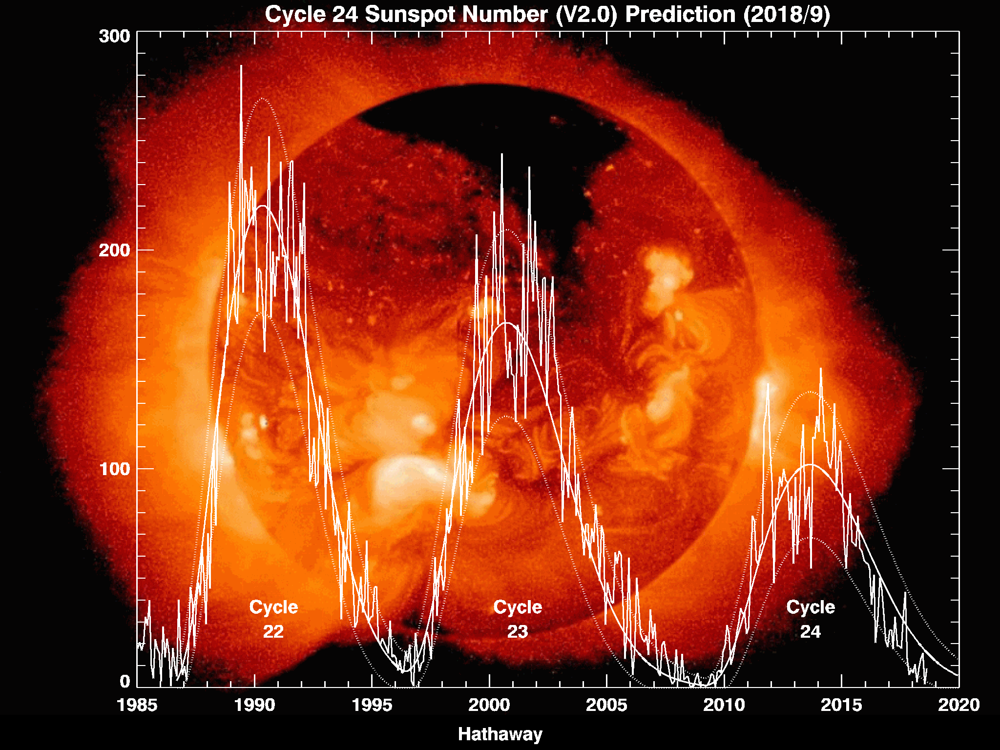 Cycle 24 Sunspot Number (V2.0) Prediction (2018/9)
300
200
100
0
Cycle
22
Cycle
23
Cycle
24
1985 1990 1995 2000 2005 2010 2015 2020
Hathaway